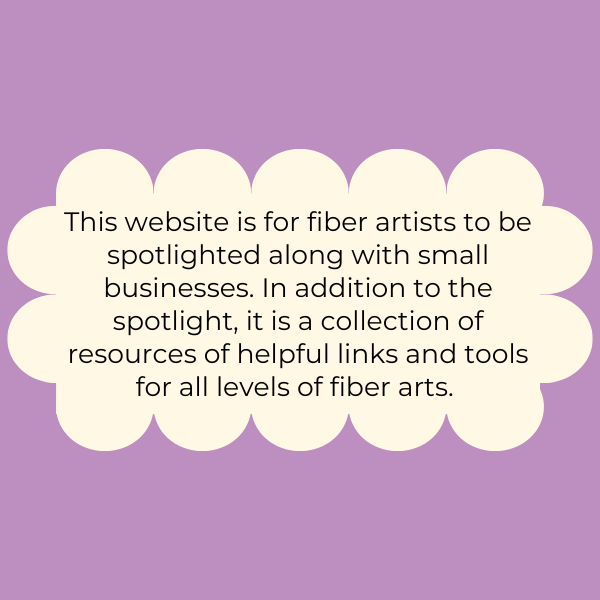 This website is for fiber artists to be
spotlighted along with small
businesses. In addition to the
spotlight, it is a collection of
resources of helpful links and tools
for all levels of fiber arts.